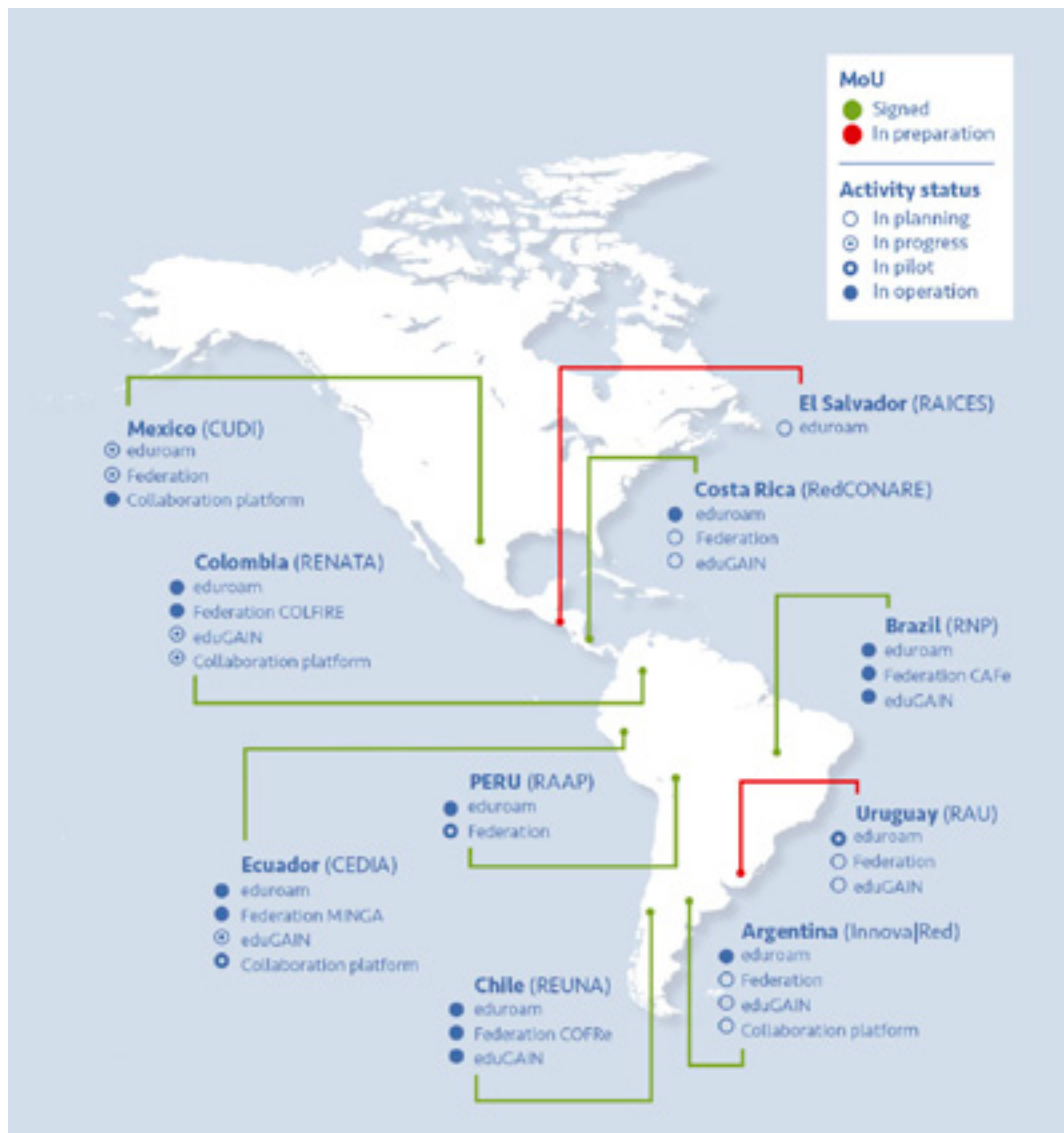 MoU
Signed
In preparation
Activity status
In planning
In progress
In pilot
In operation
Mexico (CUDI)
eduroam
Federation
Collaboration platform
El Salvador (RAICES)
eduroam
Costa Rica (RedCONARE)
eduroam
Federation
eduGAIN
Colombia (RENATA)
eduroam
Federation COLFIRE
eduGAIN
Collaboration platform
Brazil (RNP)
eduroam
Federation CAFe
eduGAIN
PERU (RAAP)
eduroam
Federation
Uruguay (RAU)
eduroam
Federation
eduGAIN
Ecuador (CEDIA)
eduroam
Federation MINGA
eduGAIN
Collaboration platform
Argentina (Innova|Red)
eduroam
Federation
eduGAIN
Collaboration platform
Chile (REUNA)
eduroam
Federation COFRe
eduGAIN